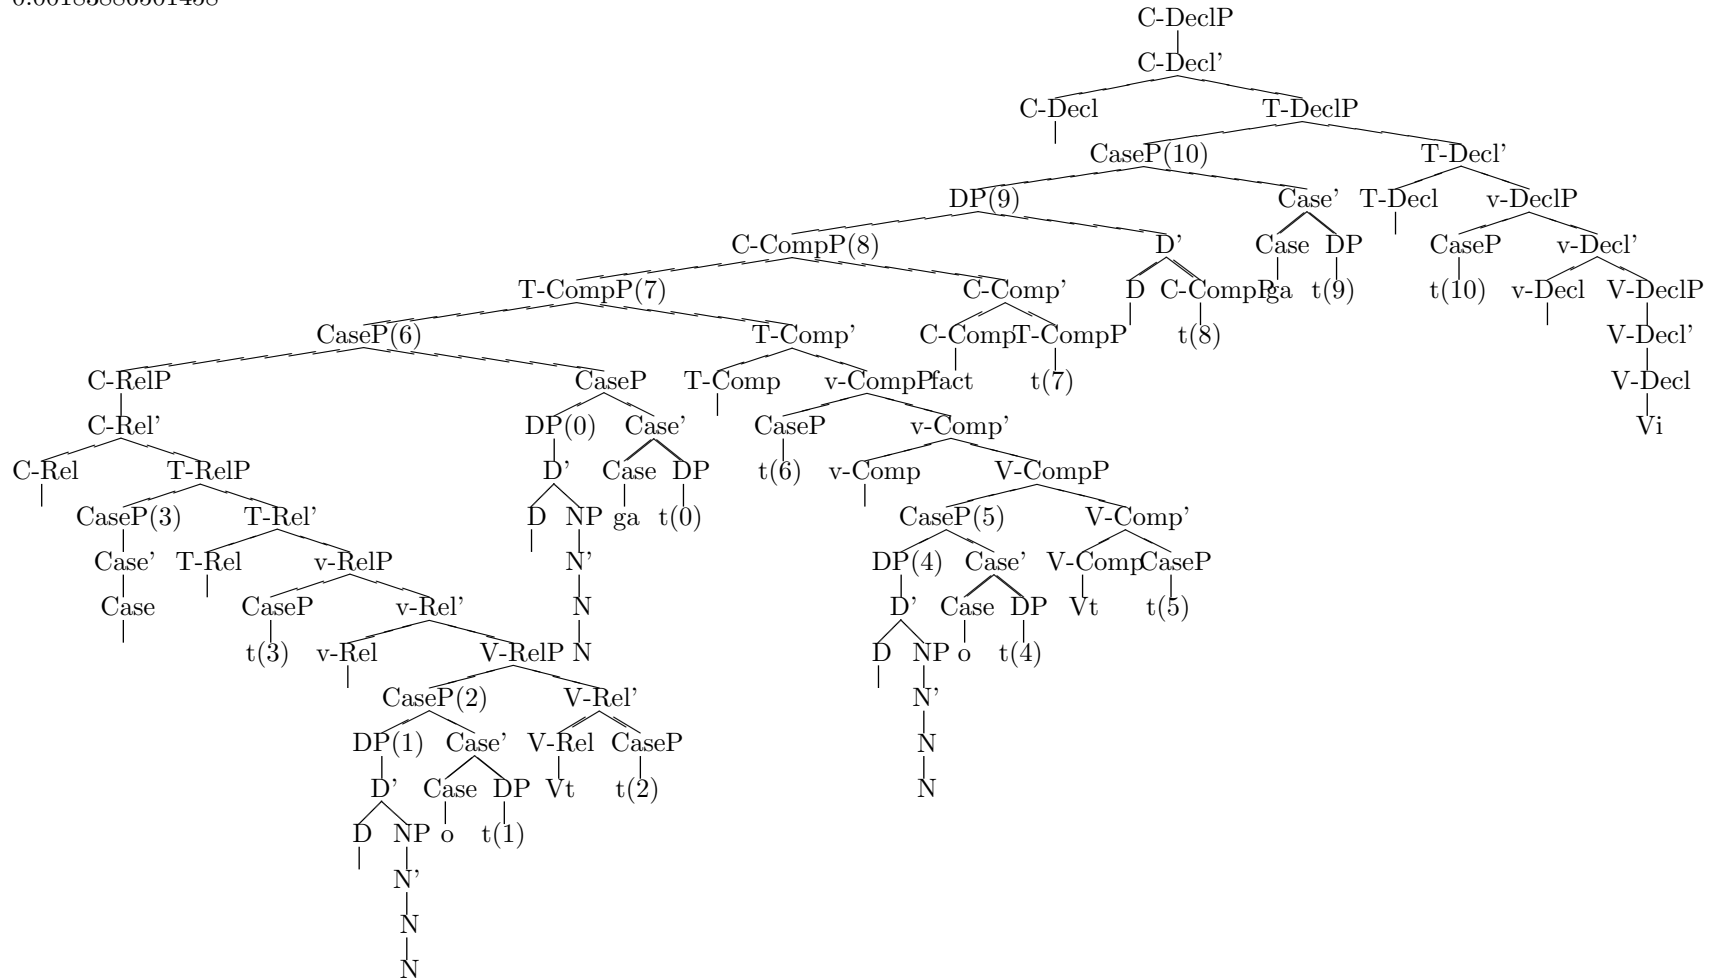 C-DeclP
C-Decl'
C-Decl T-DeclP
CaseP(10) T-Decl'
DP(9) Case' T-Decl v-DeclP
C-CompP(8) D' Case DP CaseP v-Decl'
T-CompP(7) C-Comp' D C-CompP ga t(9) t(10) v-Decl V-DeclP
CaseP(6) T-Comp' C-Comp T-CompP t(8) V-Decl'
C-RelP CaseP T-Comp v-CompP fact t(7) V-Decl
C-Rel' DP(0) Case' CaseP v-Comp' Vi
C-Rel T-RelP D' Case DP t(6) v-Comp V-CompP
CaseP(3) T-Rel' D NP ga t(0) CaseP(5) V-Comp'
Case' T-Rel v-RelP N' DP(4) Case' V-Comp CaseP
Case CaseP v-Rel' N D' Case DP Vt t(5)
t(3) v-Rel V-RelP N D NP o t(4)
CaseP(2) V-Rel' N'
DP(1) Case' V-Rel CaseP N
D' Case DP Vt t(2) N
D NP o t(1)
N'
N
N